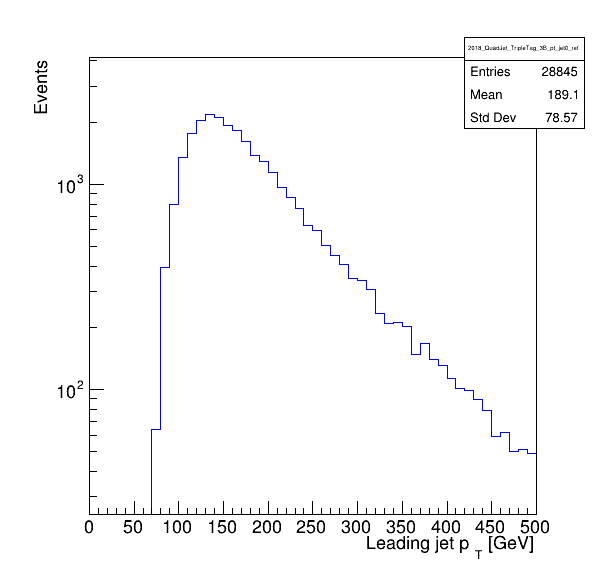 2018_QuadJet_TripleTag_3B_pt_jet0_ref
Entries 28845
Mean 189.1
Std Dev 78.57
Events
10^3
10^2
0 50 100 150 200 250 300 350 400 450 500
Leading jet p_T [GeV]